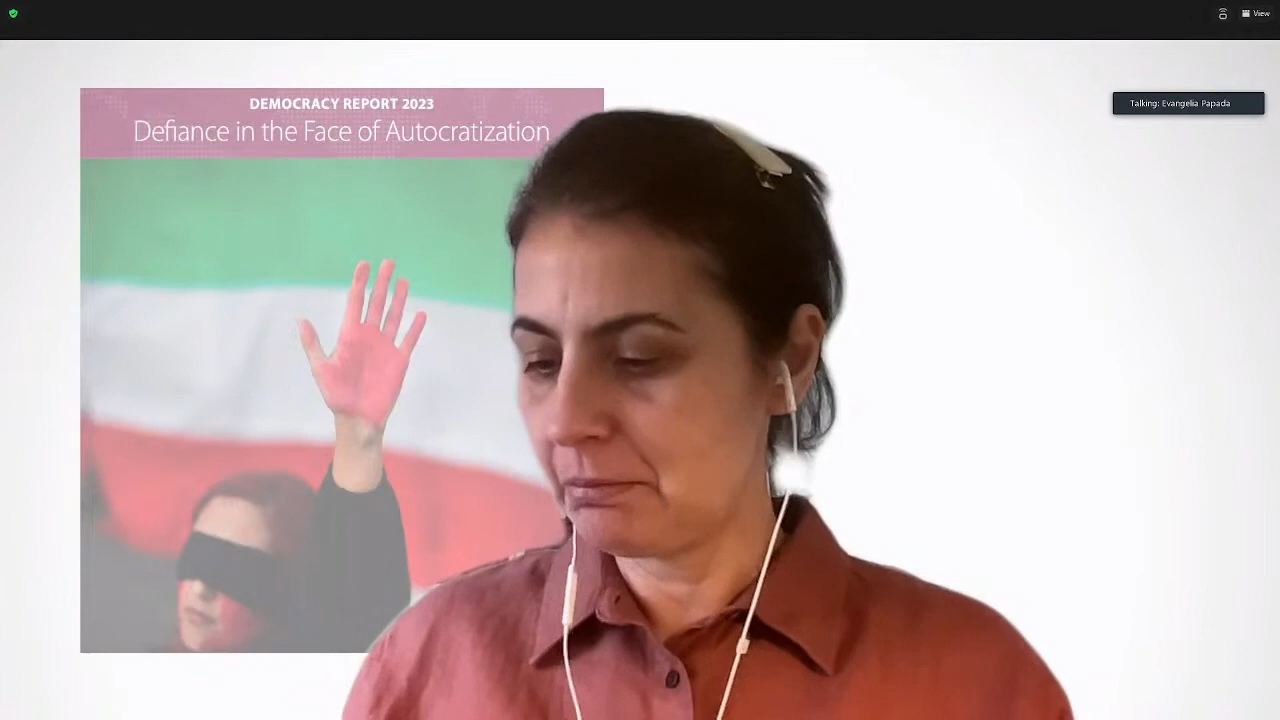 View
DEMOCRACY REPORT 2023
Defiance in the Face of Autocratization
Talking: Evangelia Papada